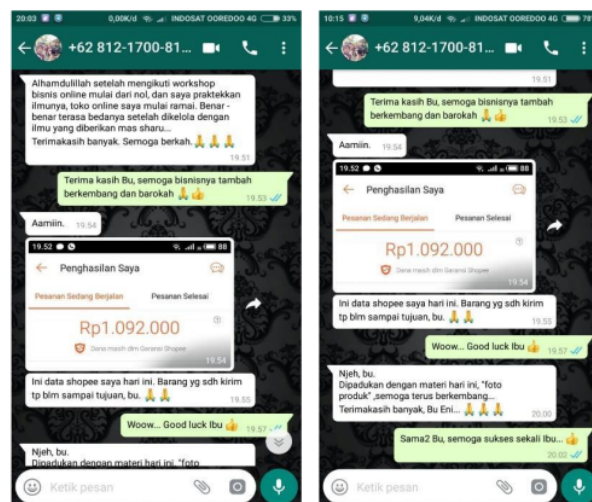 20:03 0,00K/d INDOSAT OOREDOO 4G 33%
+62 812-1700-81...
Alhamdulillah setelah mengikuti workshop
bisnis online mulai dari nol, dan saya praktekkan
ilmunya, toko online saya mulai ramai. Benar -
benar terasa bedanya setelah dikelola dengan
ilmu yang diberikan mas sharu...
Terimakasih banyak. Semoga berkah.
19.51
Terima kasih Bu, semoga bisnisnya tambah
berkembang dan barokah
19.53
Aamiin. 19.54
19.52 88
Penghasilan Saya
Pesanan Sedang Berjalan Pesanan Selesai
Rp1.092.000
Dana masih dlm Garansi Shopee
19.54
Ini data shopee saya hari ini. Barang yg sdh kirim
tp blm sampai tujuan, bu.
19.55
Woow... Good luck Ibu 19.57
Njeh, bu.
Dipadukan dengan materi hari ini, "foto
Ketik pesan
10:15 9,04K/d INDOSAT OOREDOO 4G 78%
+62 812-1700-81...
19.51
Terima kasih Bu, semoga bisnisnya tambah
berkembang dan barokah
19.53
Aamiin. 19.54
19.52 88
Penghasilan Saya
Pesanan Sedang Berjalan Pesanan Selesai
Rp1.092.000
Dana masih dlm Garansi Shopee
19.54
Ini data shopee saya hari ini. Barang yg sdh kirim
tp blm sampai tujuan, bu.
19.55
Woow... Good luck Ibu 19.57
Njeh, bu.
Dipadukan dengan materi hari ini, "foto
produk" ,semoga terus berkembang...
Terimakasih banyak, Bu Eni...
20.00
Sama2 Bu, semoga sukses sekali Ibu...
20.02
Ketik pesan